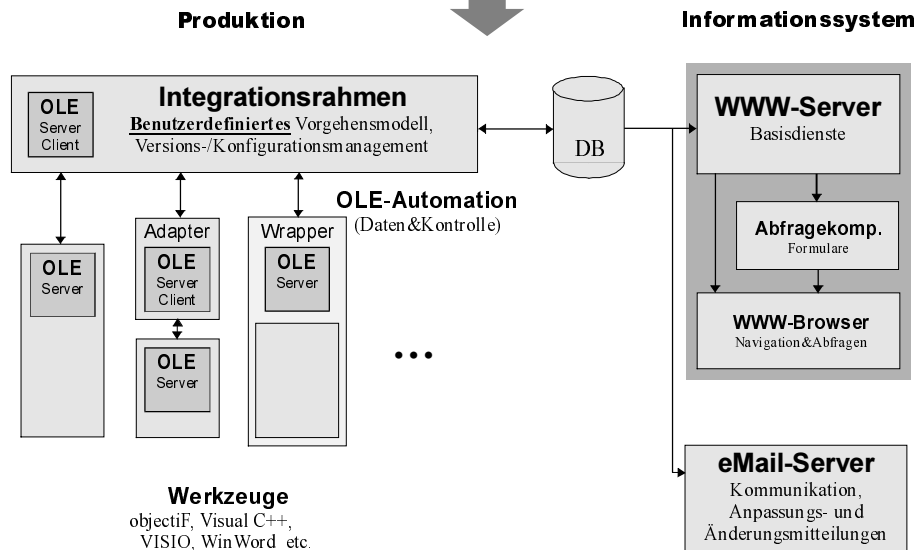 Produktion
Informationssystem
OLE
Server
Client
Integrationsrahmen
Benutzerdefiniertes Vorgehensmodell,
Versions-/Konfigurationsmanagement
DB
WWW-Server
Basisdienste
OLE-Automation
(Daten&Kontrolle)
OLE
Server
Adapter
OLE
Server
Client
OLE
Server
Wrapper
OLE
Server
...
Abfragekomp.
Formulare
WWW-Browser
Navigation&Abfragen
eMail-Server
Kommunikation,
Anpassungs- und
Änderungsmitteilungen
Werkzeuge
objectiF, Visual C++,
VISIO, WinWord etc.